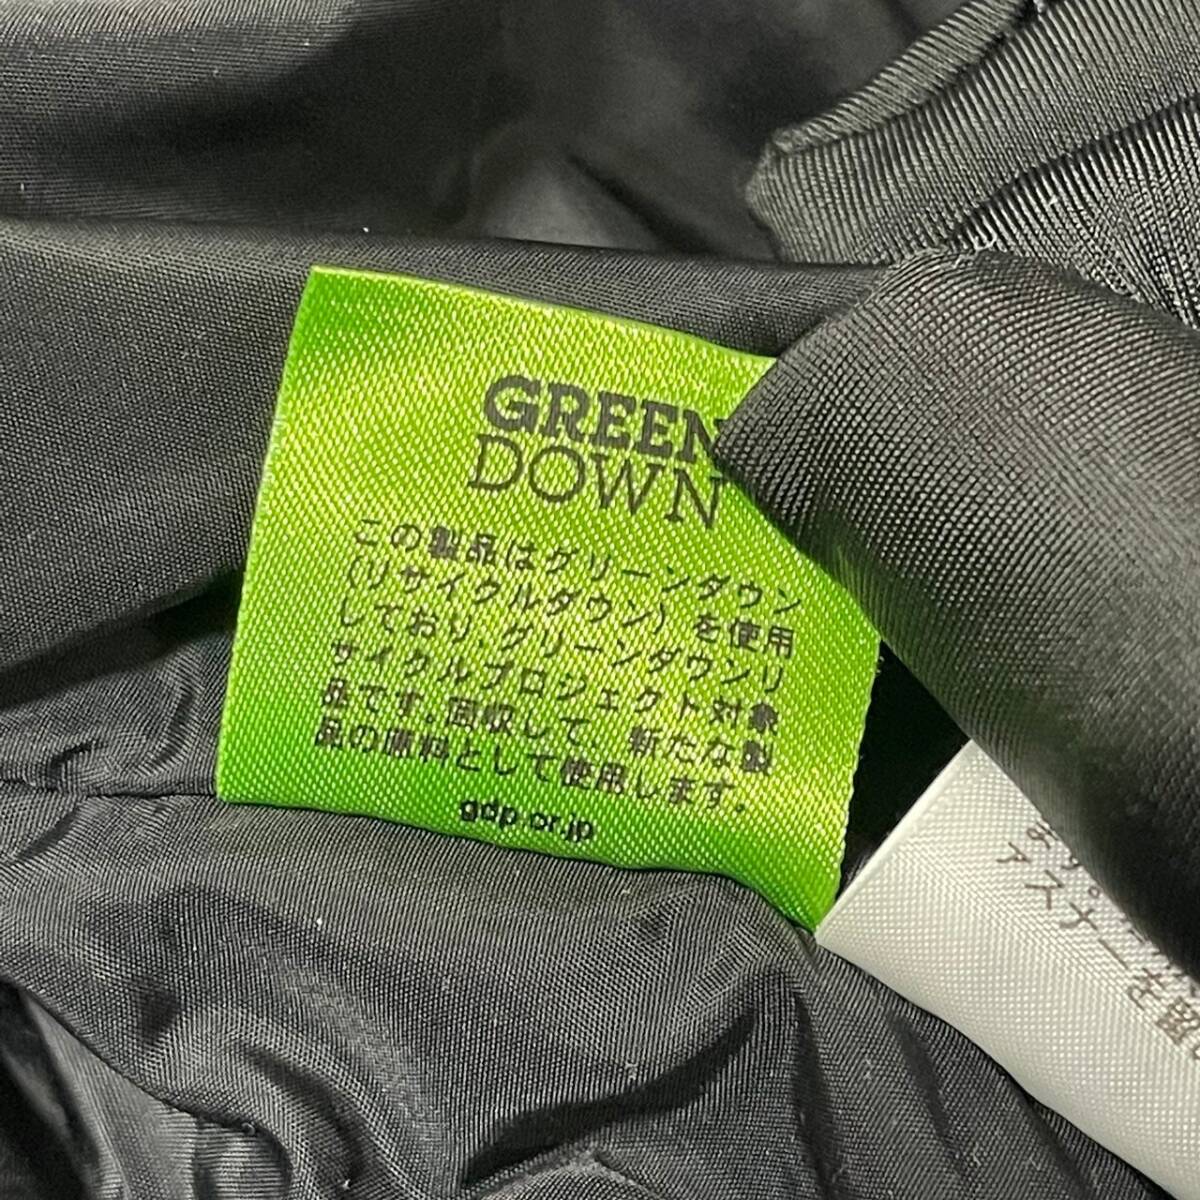 GREEN
DOWN
この製品はグリーンダウン
(リサイクルダウン)を使用
しており、グリーンダウンリ
サイクルプロジェクト対象
品です。回収して、新たな製
品の原料として使用します。
gdp.or.jp
ます。
ァスナーを閉